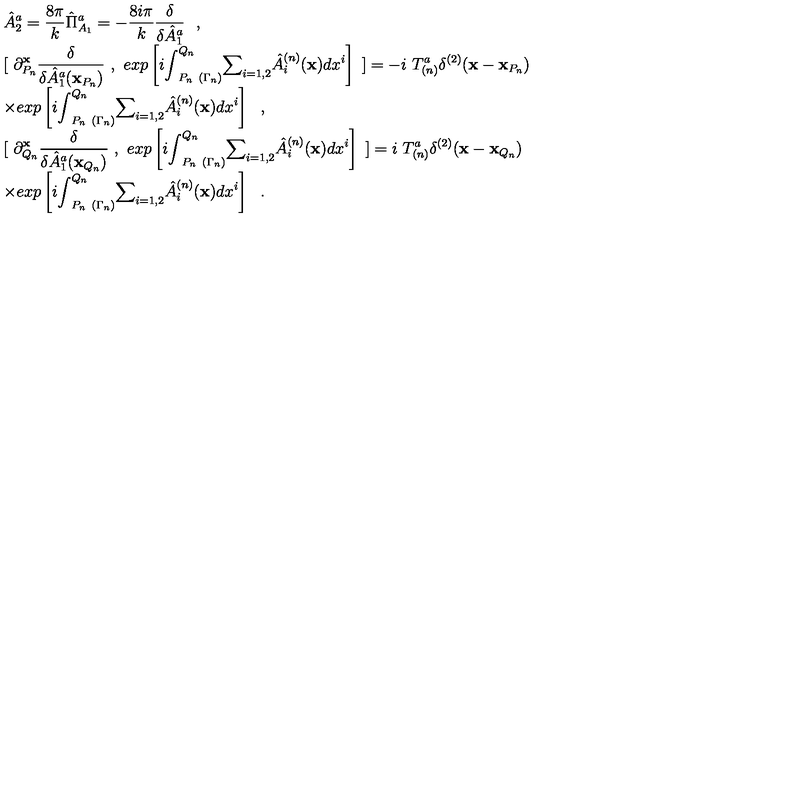 $\hat{A}_2^a = \frac{8\pi}{k} \hat{\Pi}_{A_1}^a = -\frac{8i\pi}{k} \frac{\delta}{\delta \hat{A}_1^a} \ \ ,$
$[\ \partial_{P_n}^{\mathbf{x}} \frac{\delta}{\delta \hat{A}_1^a(\mathbf{x}_{P_n})} \ , \ exp \left[ i \int_{P_n \ (\Gamma_n)}^{Q_n} \sum_{i=1,2} \hat{A}_i^{(n)}(\mathbf{x}) dx^i \right] \ ] = -i \ T_{(n)}^a \delta^{(2)}(\mathbf{x} - \mathbf{x}_{P_n})$
$\times exp \left[ i \int_{P_n \ (\Gamma_n)}^{Q_n} \sum_{i=1,2} \hat{A}_i^{(n)}(\mathbf{x}) dx^i \right] \ \ ,$
$[\ \partial_{Q_n}^{\mathbf{x}} \frac{\delta}{\delta \hat{A}_1^a(\mathbf{x}_{Q_n})} \ , \ exp \left[ i \int_{P_n \ (\Gamma_n)}^{Q_n} \sum_{i=1,2} \hat{A}_i^{(n)}(\mathbf{x}) dx^i \right] \ ] = i \ T_{(n)}^a \delta^{(2)}(\mathbf{x} - \mathbf{x}_{Q_n})$
$\times exp \left[ i \int_{P_n \ (\Gamma_n)}^{Q_n} \sum_{i=1,2} \hat{A}_i^{(n)}(\mathbf{x}) dx^i \right] \ \ .$